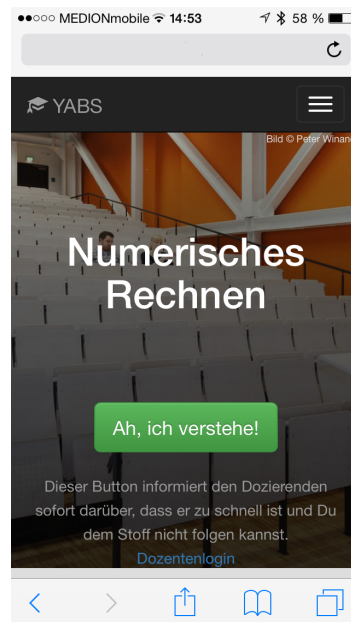 MEDIONmobile 14:53 58 %
YABS
Bild © Peter Winan
Numerisches
Rechnen
Ah, ich verstehe!
Dieser Button informiert den Dozierenden
sofort darüber, dass er zu schnell ist und Du
dem Stoff nicht folgen kannst.
Dozentenlogin